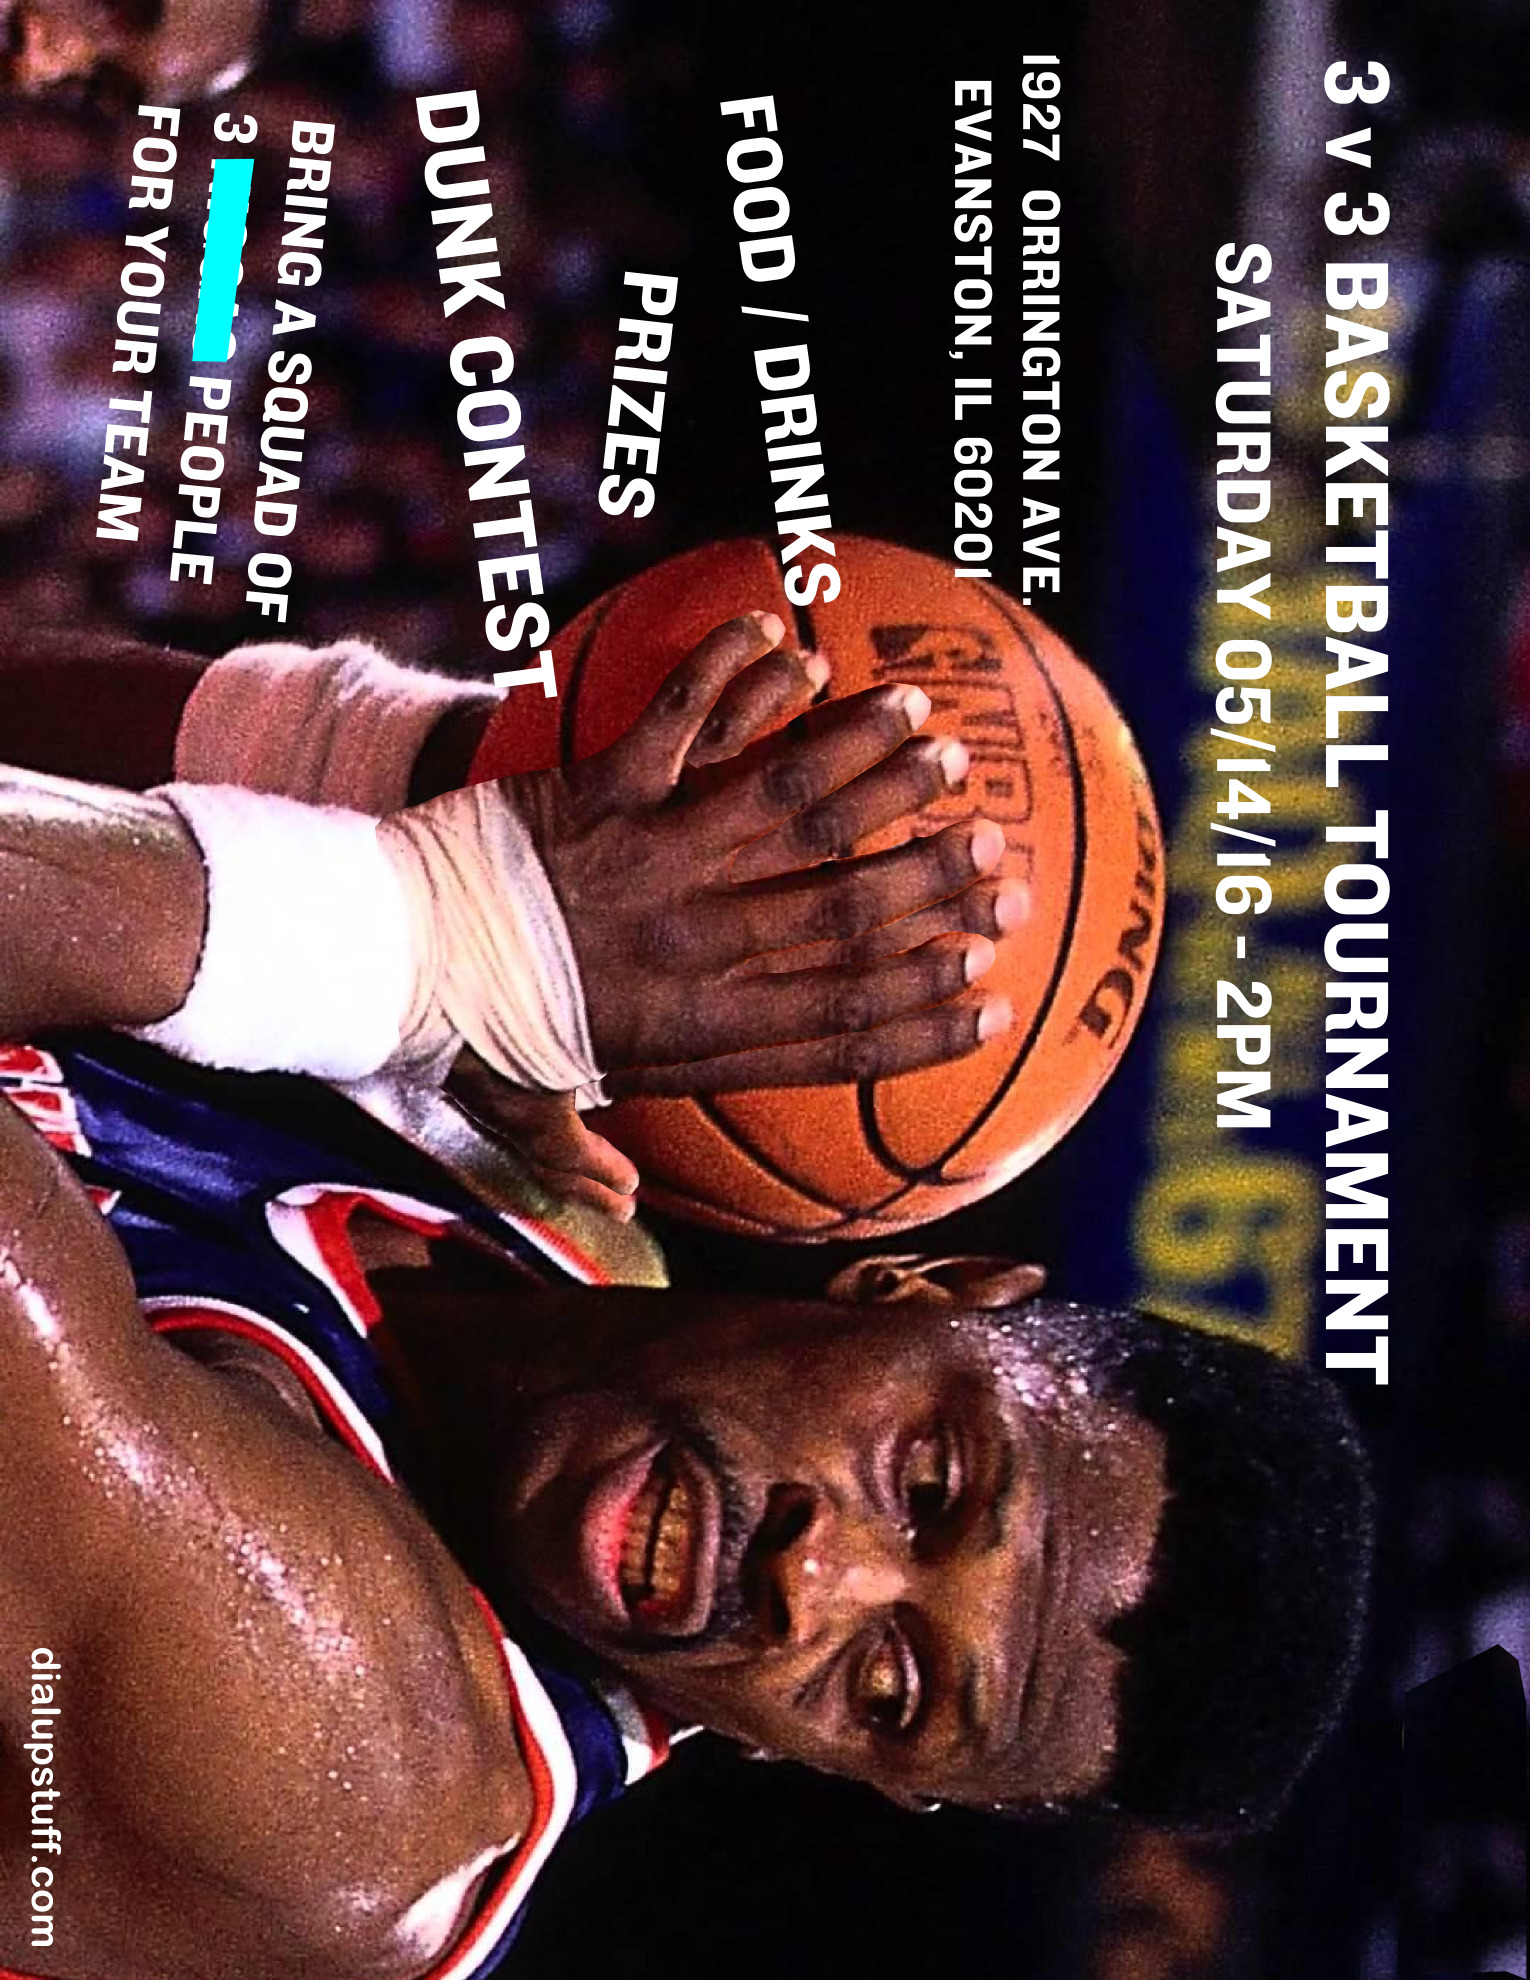 3 v 3 BASKETBALL TOURNAMENT
SATURDAY 05/14/16 - 2PM
1927 ORRINGTON AVE.
EVANSTON, IL 60201
FOOD / DRINKS
PRIZES
DUNK CONTEST
BRING A SQUAD OF
3 PEOPLE
FOR YOUR TEAM
dialupstuff.com